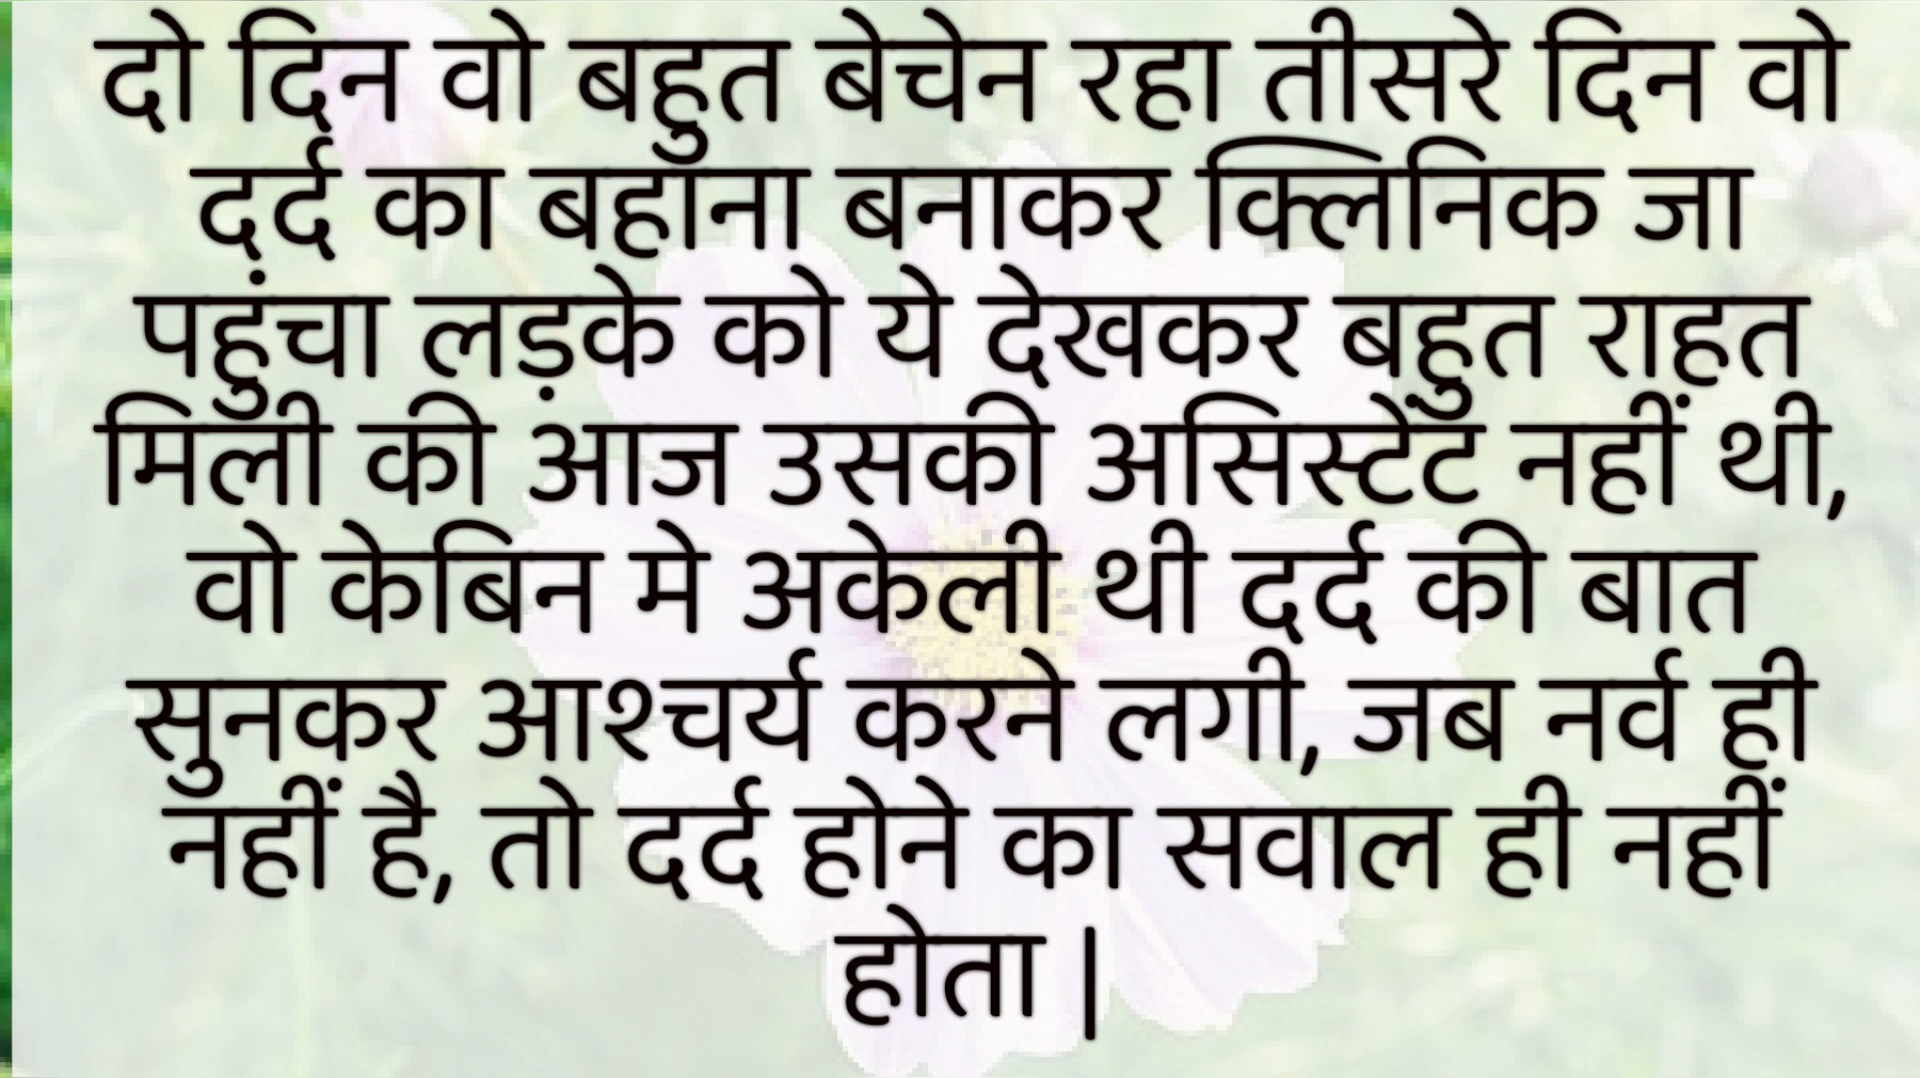 दो दिन वो बहुत बेचेन रहा तीसरे दिन वो
दर्द का बहाना बनाकर क्लिनिक जा
पहुंचा लड़के को ये देखकर बहुत राहत
मिली की आज उसकी असिस्टेंट नहीं थी,
वो केबिन मे अकेली थी दर्द की बात
सुनकर आश्चर्य करने लगी, जब नर्व ही
नहीं है, तो दर्द होने का सवाल ही नहीं
होता |